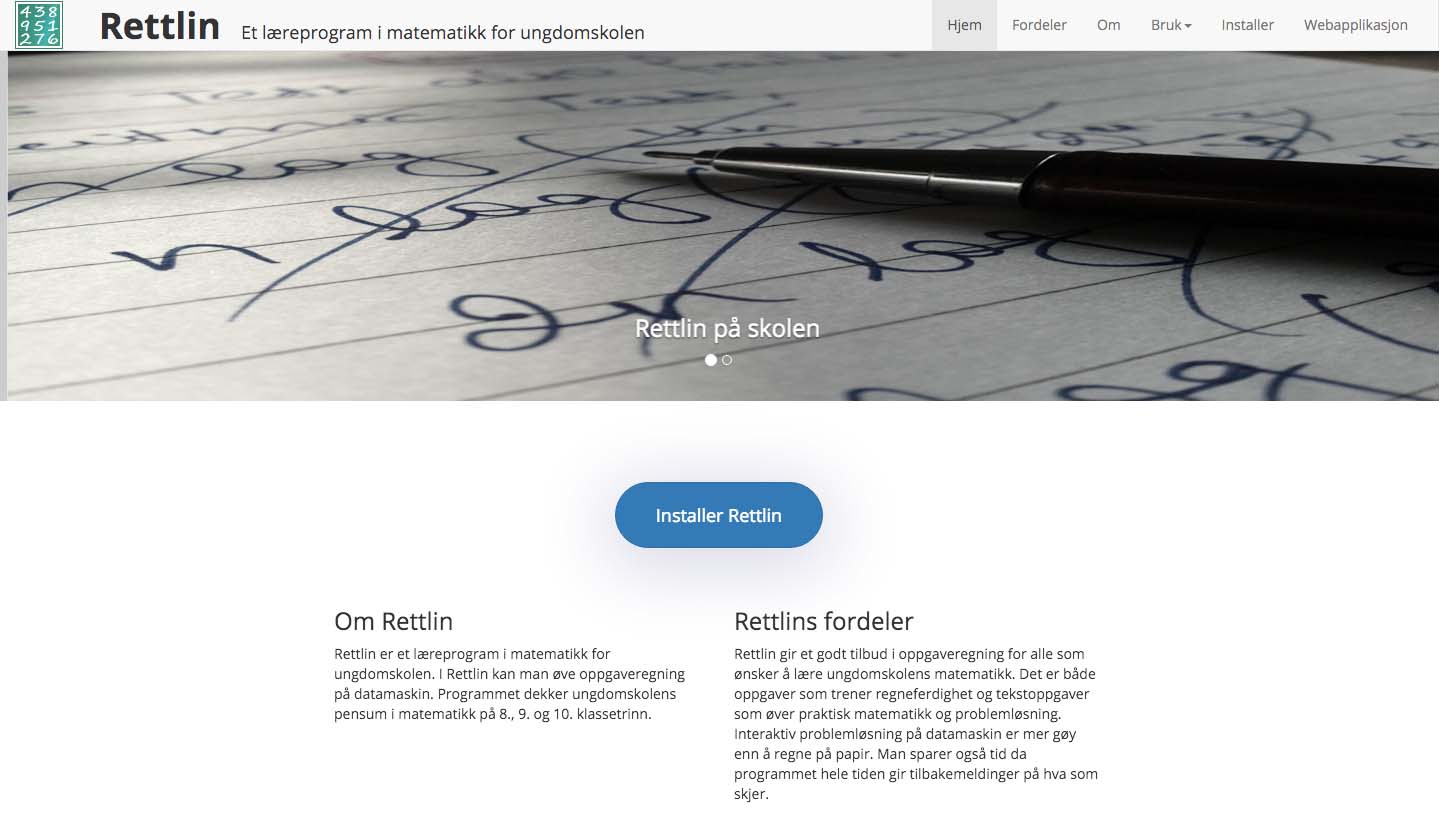 438
951
276
Rettlin Et læreprogram i matematikk for ungdomskolen
Hjem Fordeler Om Bruk Installer Webapplikasjon
Rettlin på skolen
Installer Rettlin
Om Rettlin
Rettlin er et læreprogram i matematikk for
ungdomskolen. I Rettlin kan man øve oppgaveregning
på datamaskin. Programmet dekker ungdomskolens
pensum i matematikk på 8., 9. og 10. klassetrinn.
Rettlins fordeler
Rettlin gir et godt tilbud i oppgaveregning for alle som
ønsker å lære ungdomskolens matematikk. Det er både
oppgaver som trener regneferdighet og tekstoppgaver
som øver praktisk matematikk og problemløsning.
Interaktiv problemløsning på datamaskin er mer gøy
enn å regne på papir. Man sparer også tid da
programmet hele tiden gir tilbakemeldinger på hva som
skjer.